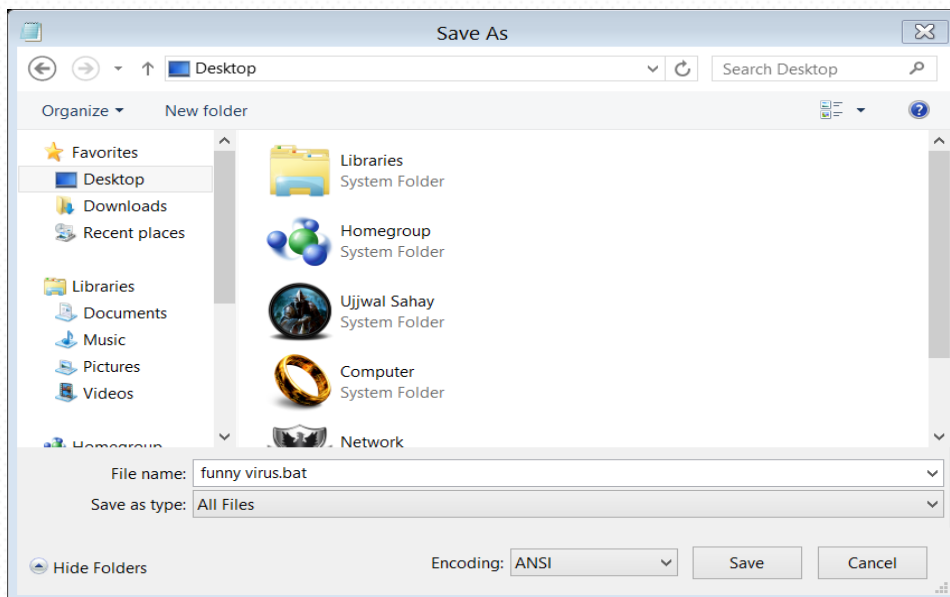 Save As
Desktop
Search Desktop
Organize
New folder
Favorites
Desktop
Downloads
Recent places
Libraries
Documents
Music
Pictures
Videos
Homegroup
Libraries
System Folder
Homegroup
System Folder
Ujjwal Sahay
System Folder
Computer
System Folder
Network
File name: funny virus.bat
Save as type: All Files
Hide Folders
Encoding: ANSI
Save
Cancel